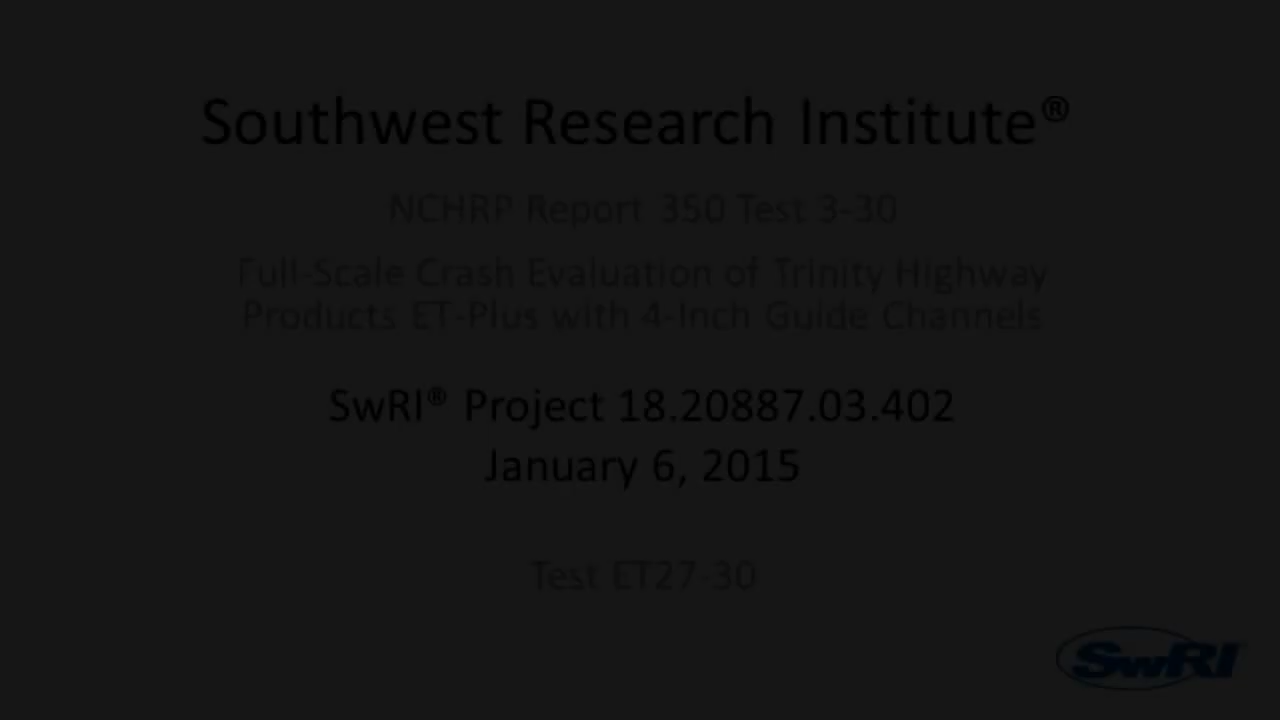 Southwest Research Institute®
NCHRP Report 350 Test 3-30
Full-Scale Crash Evaluation of Trinity Highway
Products ET-Plus with 4-Inch Guide Channels
SwRI® Project 18.20887.03.402
January 6, 2015
Test ET27-30
SwRI